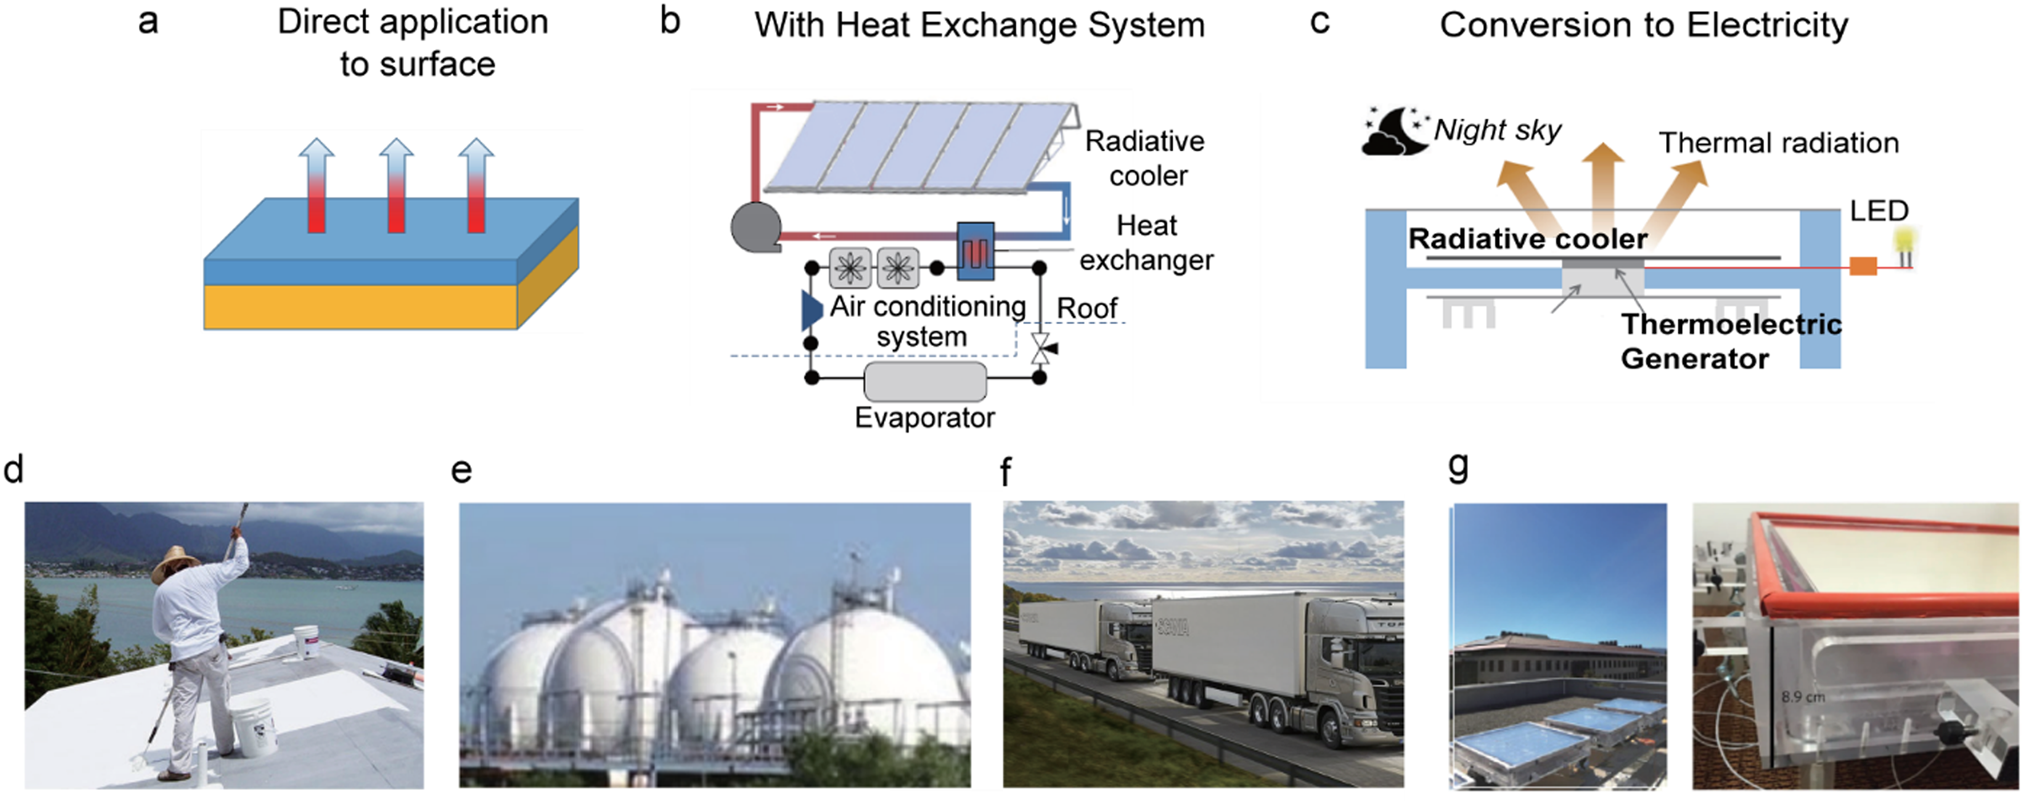 a
Direct application
to surface
b
With Heat Exchange System
Radiative
cooler
Heat
exchanger
Air conditioning
system
Roof
Evaporator
c
Conversion to Electricity
Night sky
Thermal radiation
LED
Radiative cooler
Thermoelectric
Generator
d
e
f
SCANIA
g
8.9 cm